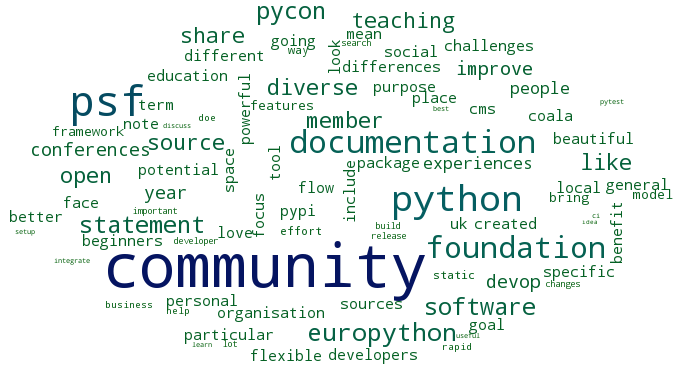 pycon
teaching
share
going
mean
way
search
look
social
challenges
different
differences
improve
education
powerful
diverse
purpose
people
psf
term
features
place
cms
pytest
best
doe
note
discuss
member
coala
framework
conferences
source
documentation
beautiful
open
potential
space
tool
package
experiences
like
year
flow
include
python
local
general
face
bring
model
better
important
focus
pypi
statement
love
effort
build
release
uk
created
ci
idea
benefit
setup
beginners
developer
community
foundation
integrate
static
devop
specific
changes
business
personal
help
organisation
sources
software
particular
europython
goal
learn
lot
useful
rapid
flexible
developers